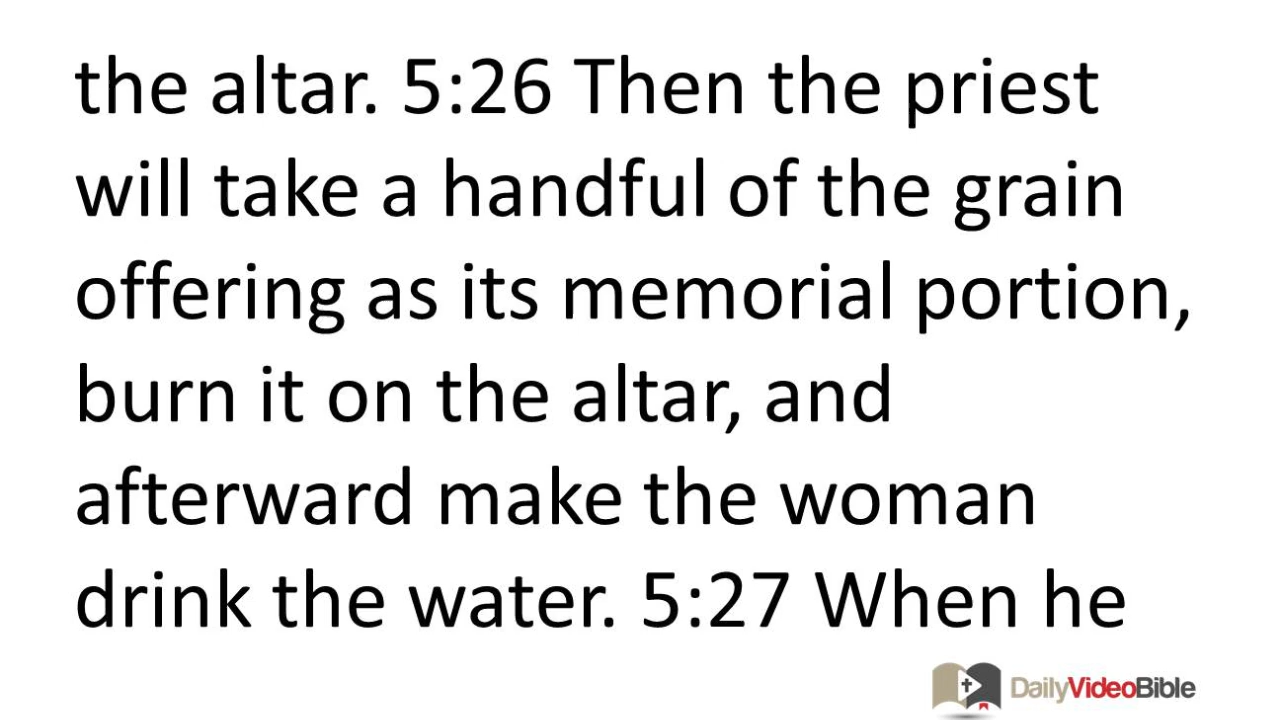 the altar. 5:26 Then the priest
will take a handful of the grain
offering as its memorial portion,
burn it on the altar, and
afterward make the woman
drink the water. 5:27 When he
DailyVideoBible